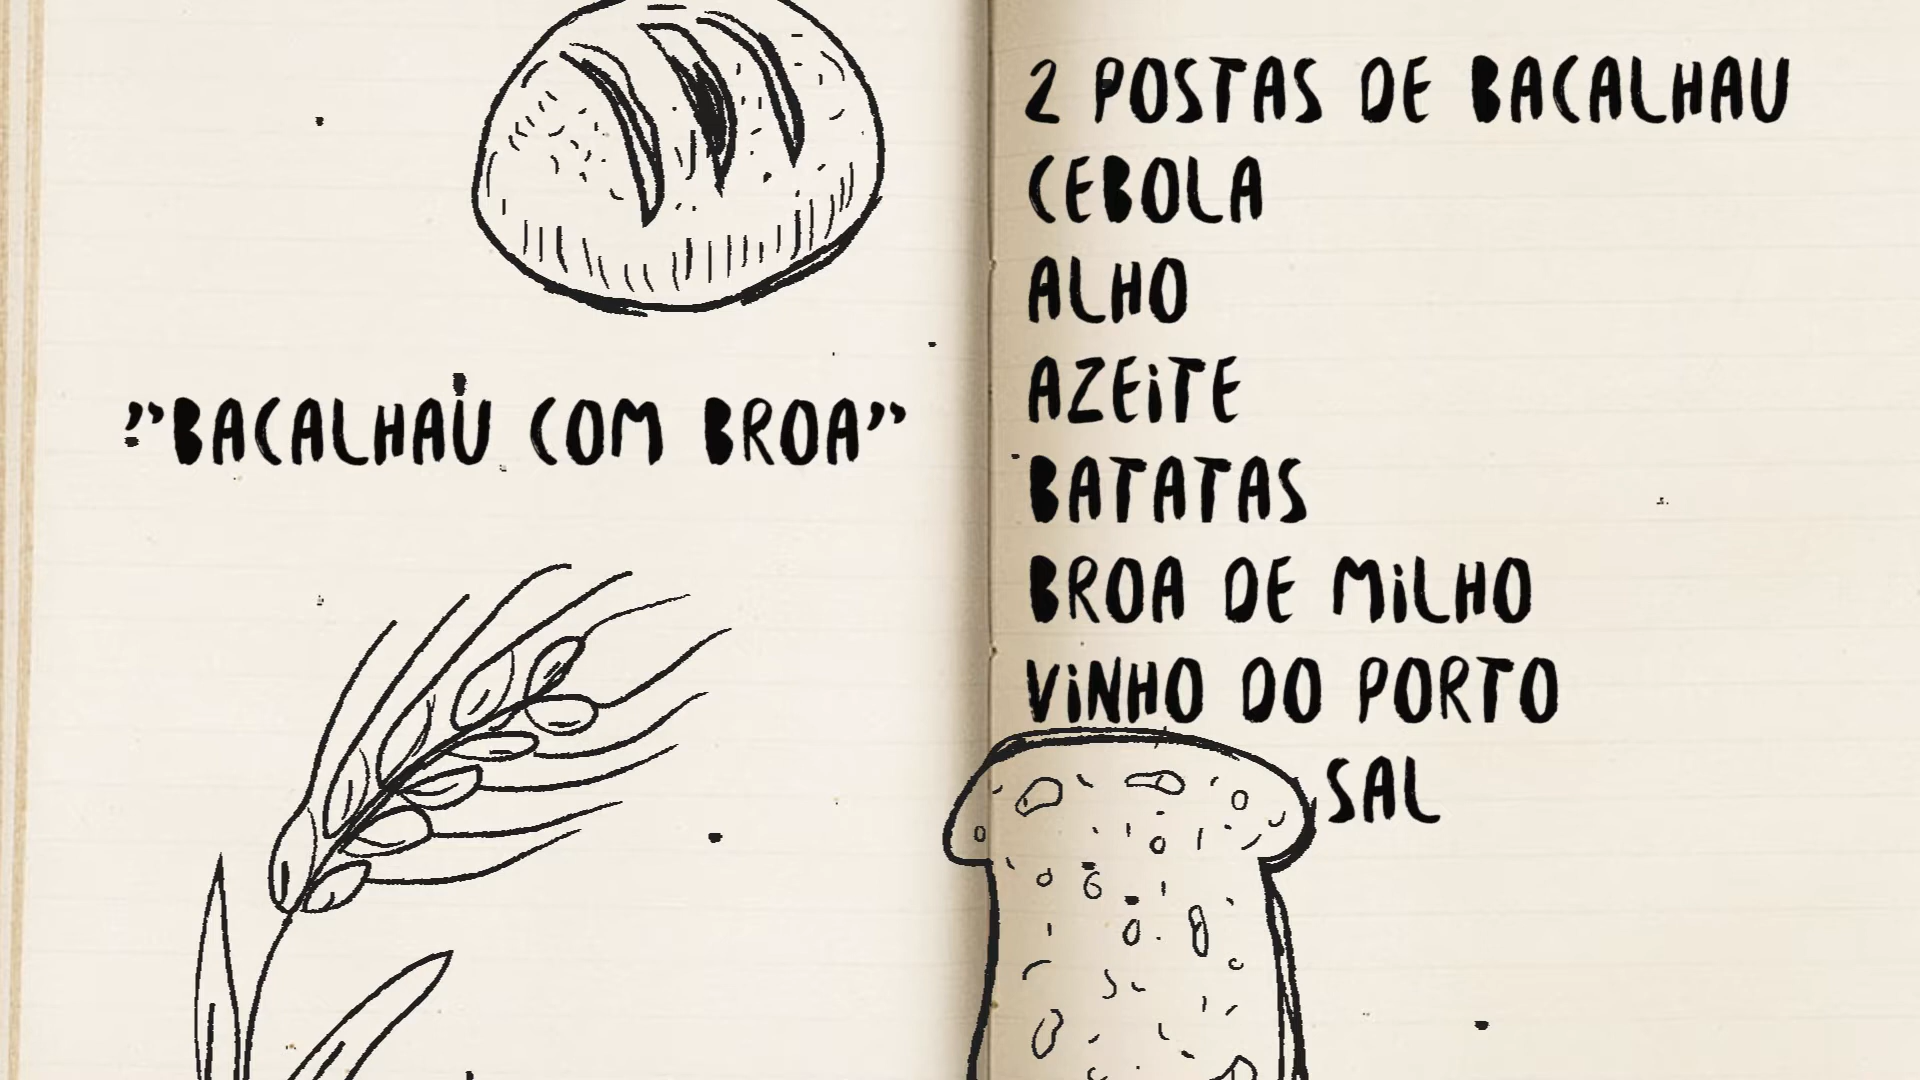 ”BACALHAU COM BROA”
2 POSTAS DE BACALHAU
CEBOLA
ALHO
AZEiTE
BATATAS
BROA DE MiLHO
ViNHO DO PORTO
SAL